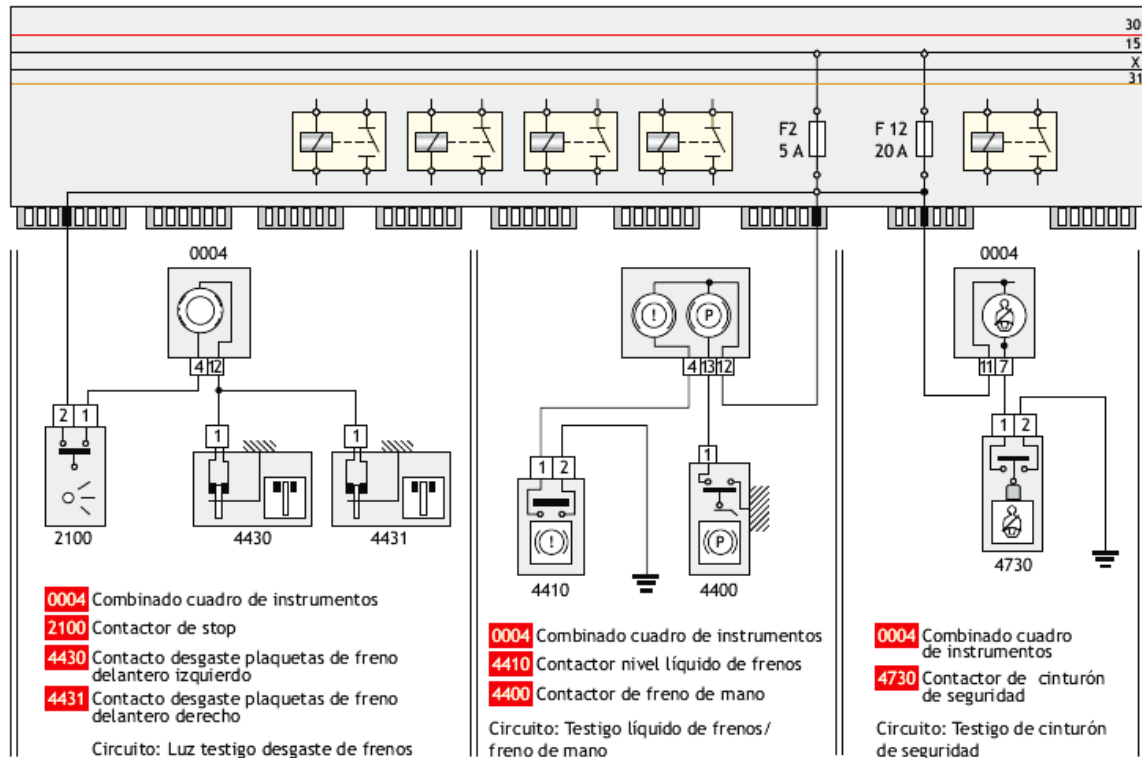 30
15
X
31
F2
5 A
F 12
20 A
0004
0004
4 12
4 13 12
11 7
2 1
1
1
1 2
1
1 2
!
P
!
P
2100
4430
4431
4410
4400
4730
0004 Combinado cuadro de instrumentos
2100 Contactor de stop
4430 Contacto desgaste plaquetas de freno
delantero izquierdo
4431 Contacto desgaste plaquetas de freno
delantero derecho
Circuito: Luz testigo desgaste de frenos
0004 Combinado cuadro de instrumentos
4410 Contactor nivel líquido de frenos
4400 Contactor de freno de mano
Circuito: Testigo líquido de frenos/
freno de mano
0004 Combinado cuadro
de instrumentos
4730 Contactor de cinturón
de seguridad
Circuito: Testigo de cinturón
de seguridad